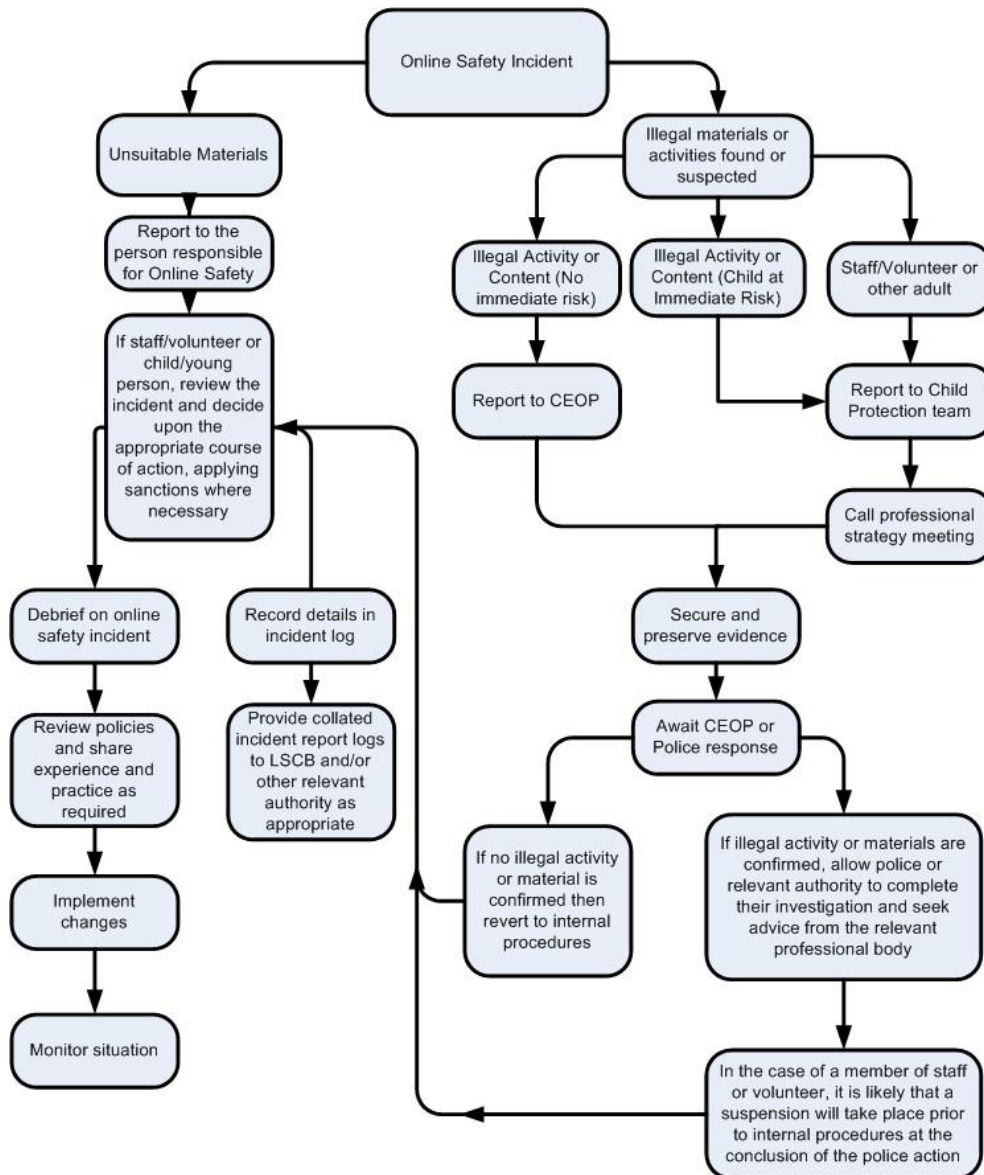 Online Safety Incident
Unsuitable Materials
Report to the
person responsible
for Online Safety
If staff/volunteer or
child/young
person, review the
incident and decide
upon the
appropriate course
of action, applying
sanctions where
necessary
Debrief on online
safety incident
Review policies
and share
experience and
practice as
required
Implement
changes
Monitor situation
Record details in
incident log
Provide collated
incident report logs
to LSCB and/or
other relevant
authority as
appropriate
Illegal materials or
activities found or
suspected
Illegal Activity or
Content (No
immediate risk)
Illegal Activity or
Content (Child at
Immediate Risk)
Staff/Volunteer or
other adult
Report to CEOP
Report to Child
Protection team
Call professional
strategy meeting
Secure and
preserve evidence
Await CEOP or
Police response
If no illegal activity
or material is
confirmed then
revert to internal
procedures
If illegal activity or materials are
confirmed, allow police or
relevant authority to complete
their investigation and seek
advice from the relevant
professional body
In the case of a member of staff
or volunteer, it is likely that a
suspension will take place prior
to internal procedures at the
conclusion of the police action